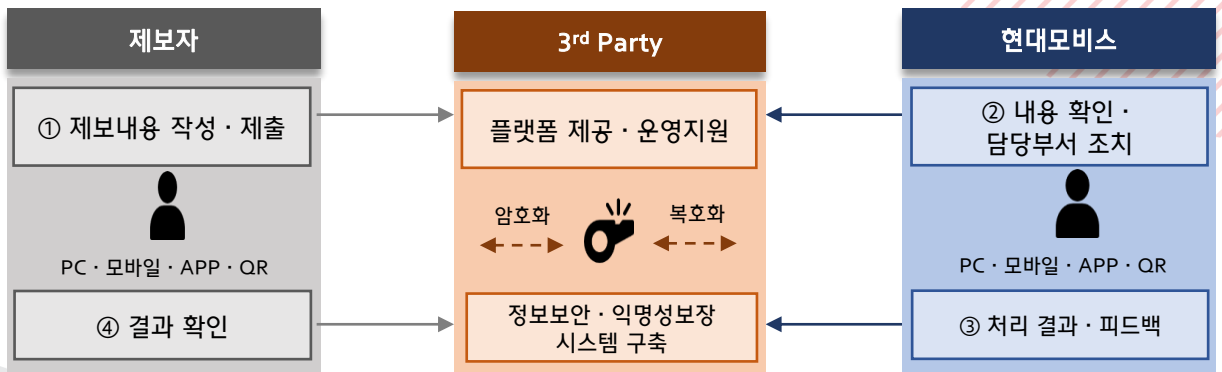 제보자
3rd Party
현대모비스
① 제보내용 작성 · 제출
플랫폼 제공 · 운영지원
② 내용 확인 ·
담당부서 조치
암호화
복호화
PC · 모바일 · APP · QR
PC · 모바일 · APP · QR
④ 결과 확인
정보보안 · 익명성보장
시스템 구축
③ 처리 결과 · 피드백